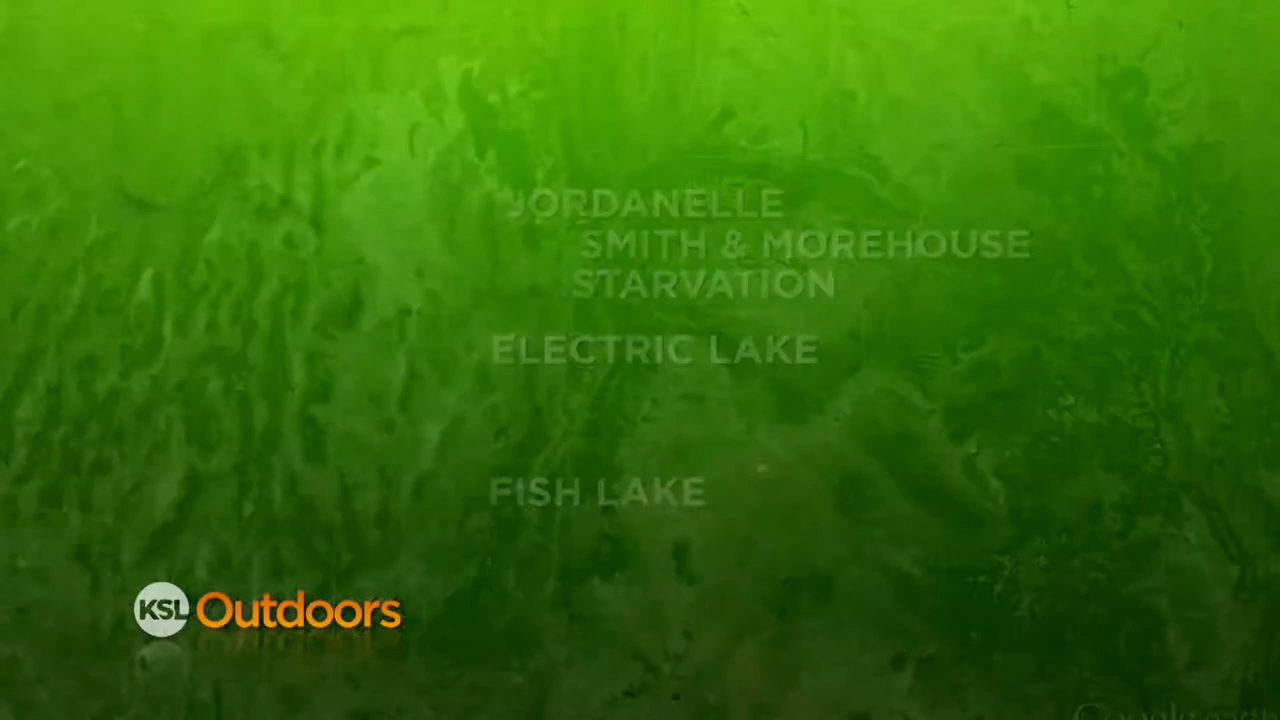 JORDANELLE
SMITH & MOREHOUSE
STARVATION
ELECTRIC LAKE
FISH LAKE
KSL Outdoors